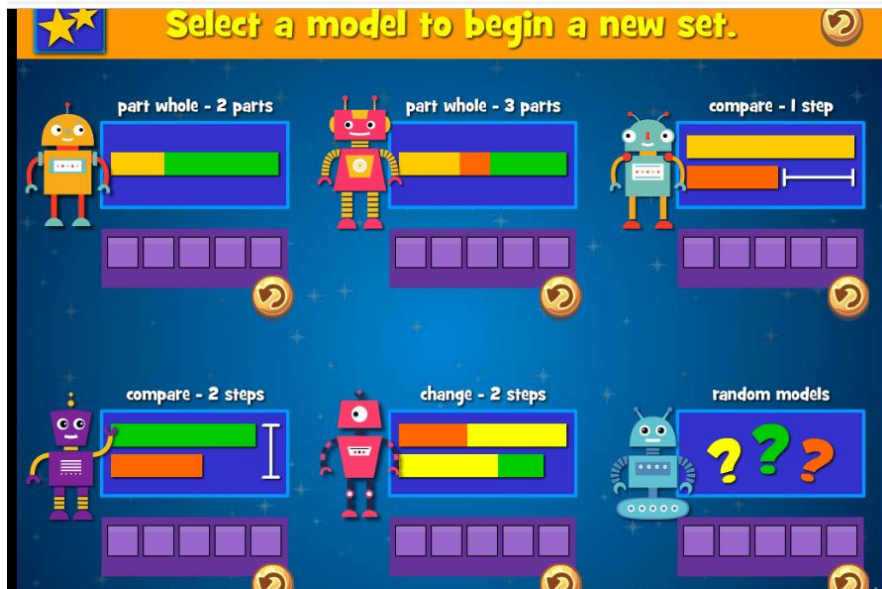 Select a model to begin a new set.
part whole - 2 parts
part whole - 3 parts
compare - 1 step
compare - 2 steps
change - 2 steps
random models
? ? ?